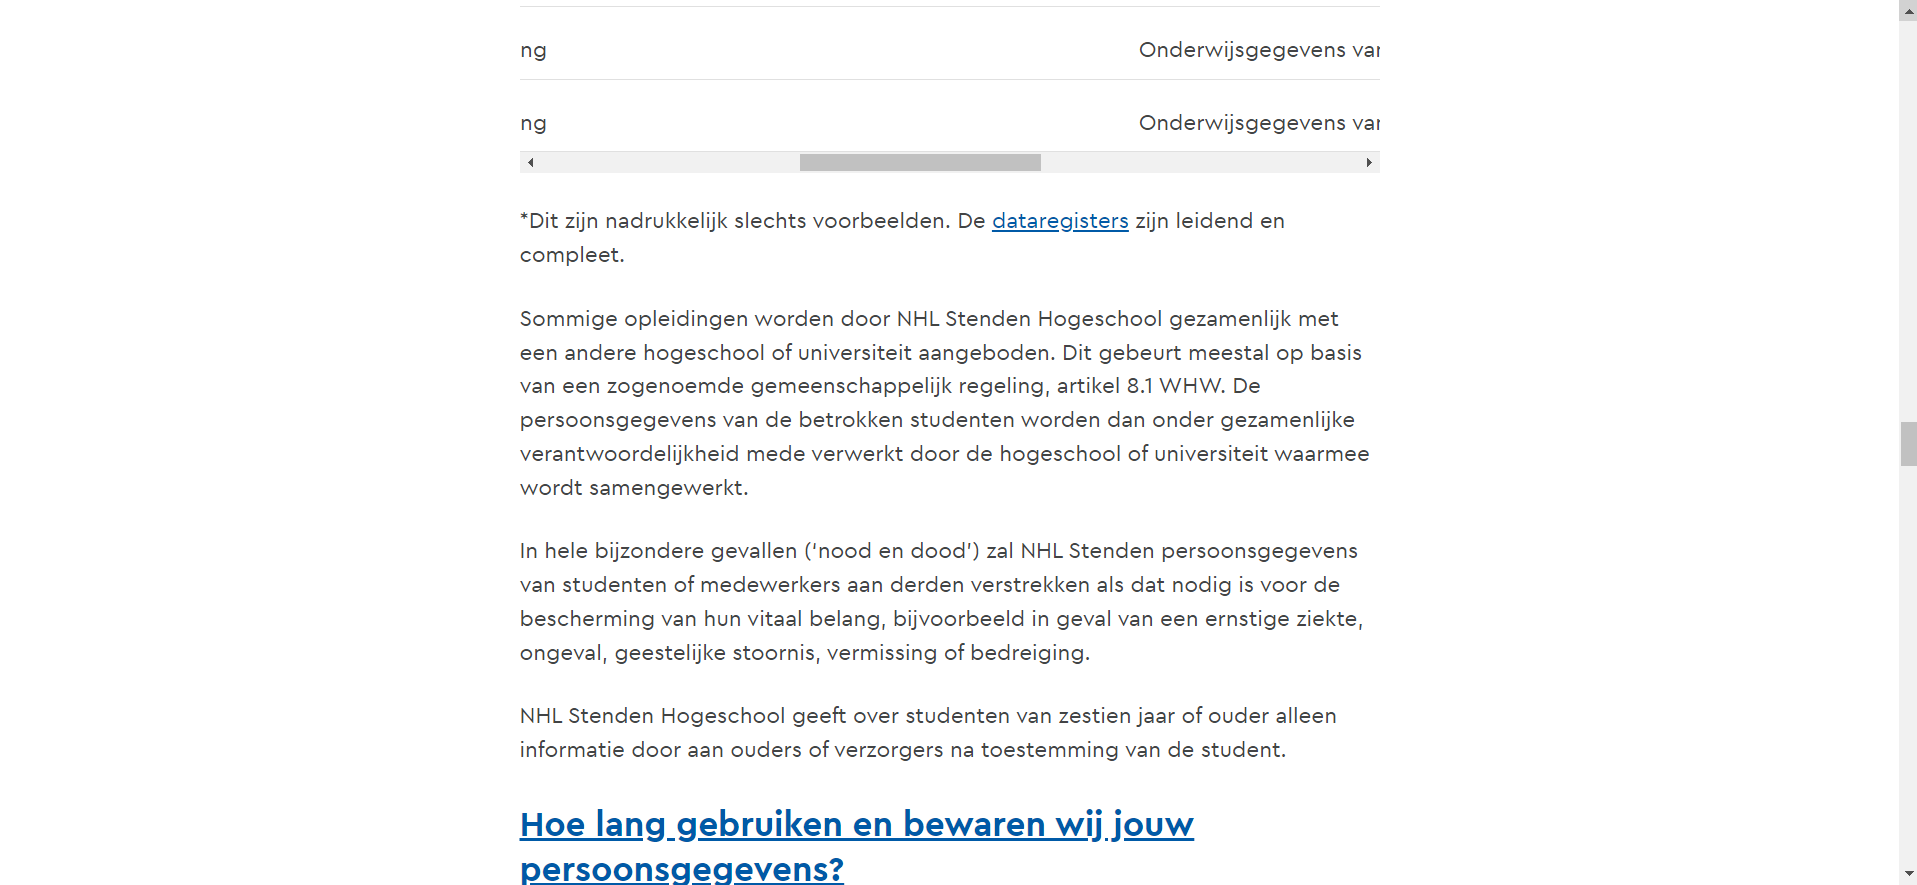 ng Onderwijsgegevens var
ng Onderwijsgegevens var
*Dit zijn nadrukkelijk slechts voorbeelden. De dataregisters zijn leidend en
compleet.
Sommige opleidingen worden door NHL Stenden Hogeschool gezamenlijk met
een andere hogeschool of universiteit aangeboden. Dit gebeurt meestal op basis
van een zogenoemde gemeenschappelijk regeling, artikel 8.1 WHW. De
persoonsgegevens van de betrokken studenten worden dan onder gezamenlijke
verantwoordelijkheid mede verwerkt door de hogeschool of universiteit waarmee
wordt samengewerkt.
In hele bijzondere gevallen (‘nood en dood’) zal NHL Stenden persoonsgegevens
van studenten of medewerkers aan derden verstrekken als dat nodig is voor de
bescherming van hun vitaal belang, bijvoorbeeld in geval van een ernstige ziekte,
ongeval, geestelijke stoornis, vermissing of bedreiging.
NHL Stenden Hogeschool geeft over studenten van zestien jaar of ouder alleen
informatie door aan ouders of verzorgers na toestemming van de student.
Hoe lang gebruiken en bewaren wij jouw
persoonsgegevens?